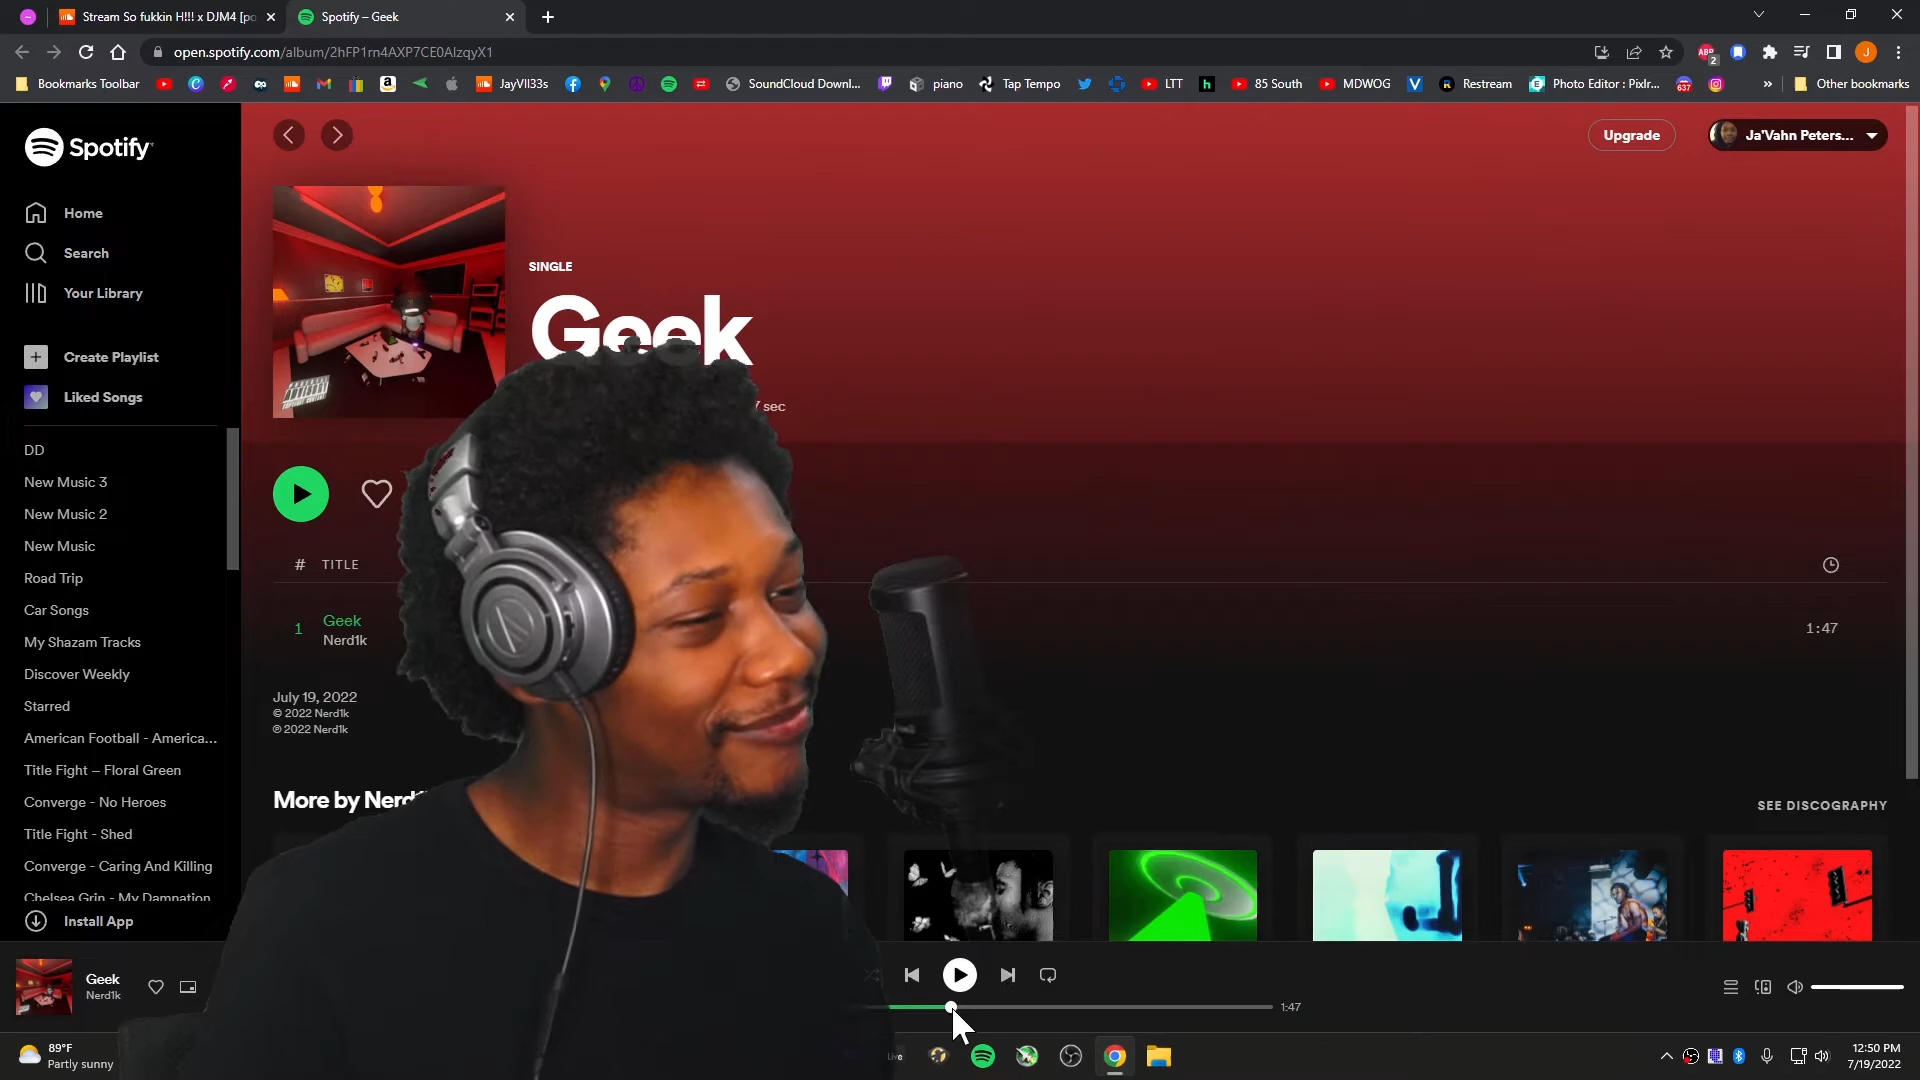 Stream So fukkin H!!! x DJM4 [po
Spotify – Geek
open.spotify.com/album/2hFP1rn4AXP7CE0AlzqyX1
ABP
2
J
Bookmarks Toolbar
JayVII33s
SoundCloud Downl...
piano
Tap Tempo
LTT
h
85 South
MDWOG
V
Restream
Photo Editor : Pixlr...
637
Other bookmarks
Spotify
Upgrade
Ja'Vahn Peters...
Home
Search
Your Library
Create Playlist
Liked Songs
SINGLE
Geek
sec
DD
New Music 3
New Music 2
New Music
Road Trip
Car Songs
My Shazam Tracks
Discover Weekly
Starred
American Football - America...
Title Fight – Floral Green
Converge - No Heroes
Title Fight - Shed
Converge - Caring And Killing
Chelsea Grin - My Damnation
Install App
# TITLE
1 Geek 1:47
Nerd1k
July 19, 2022
© 2022 Nerd1k
℗ 2022 Nerd1k
More by
SEE DISCOGRAPHY
Geek
Nerd1k
1:47
89°F
Partly sunny
Live
12:50 PM
7/19/2022